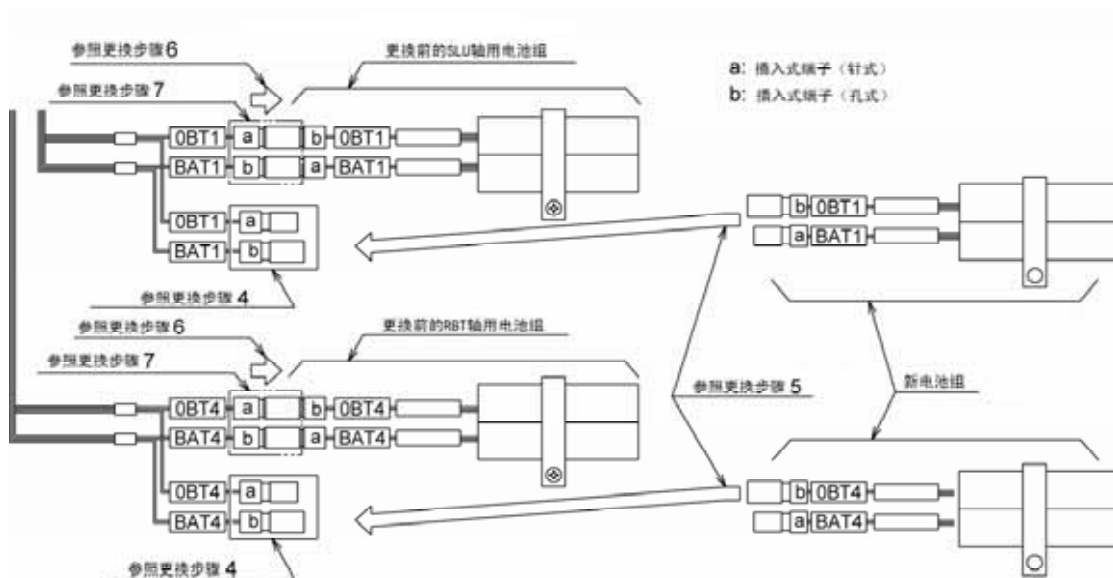 参照更换步骤6
更换前的SLU轴用电池组
参照更换步骤7
a: 插入式端子（针式）
b: 插入式端子（孔式）
0BT1 a b 0BT1
BAT1 b a BAT1
0BT1 a
BAT1 b
b 0BT1
a BAT1
参照更换步骤4
参照更换步骤6
更换前的RBT轴用电池组
参照更换步骤7
参照更换步骤5
新电池组
0BT4 a b 0BT4
BAT4 b a BAT4
0BT4 a
BAT4 b
b 0BT4
a BAT4
参照更换步骤4